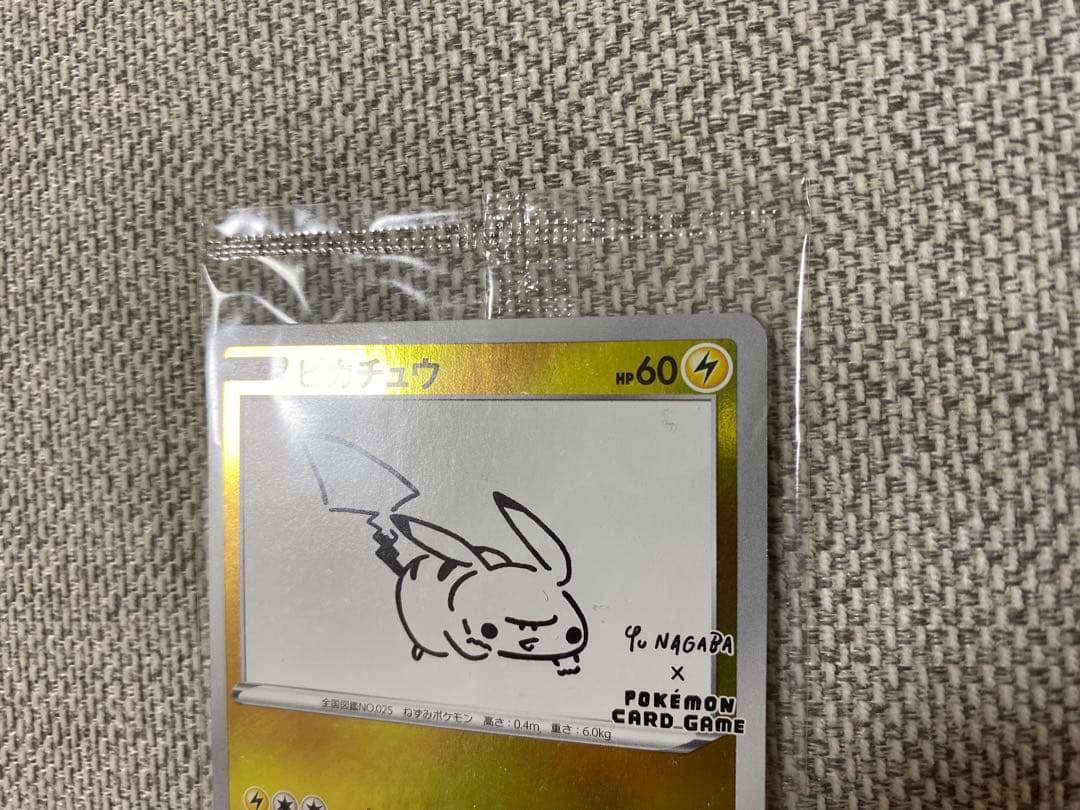 ピカチュウ
HP60
全国図鑑NO.025 ねずみポケモン 高さ:0.4m 重さ:6.0kg
Yu NAGABA
×
POKÉMON
CARD GAME